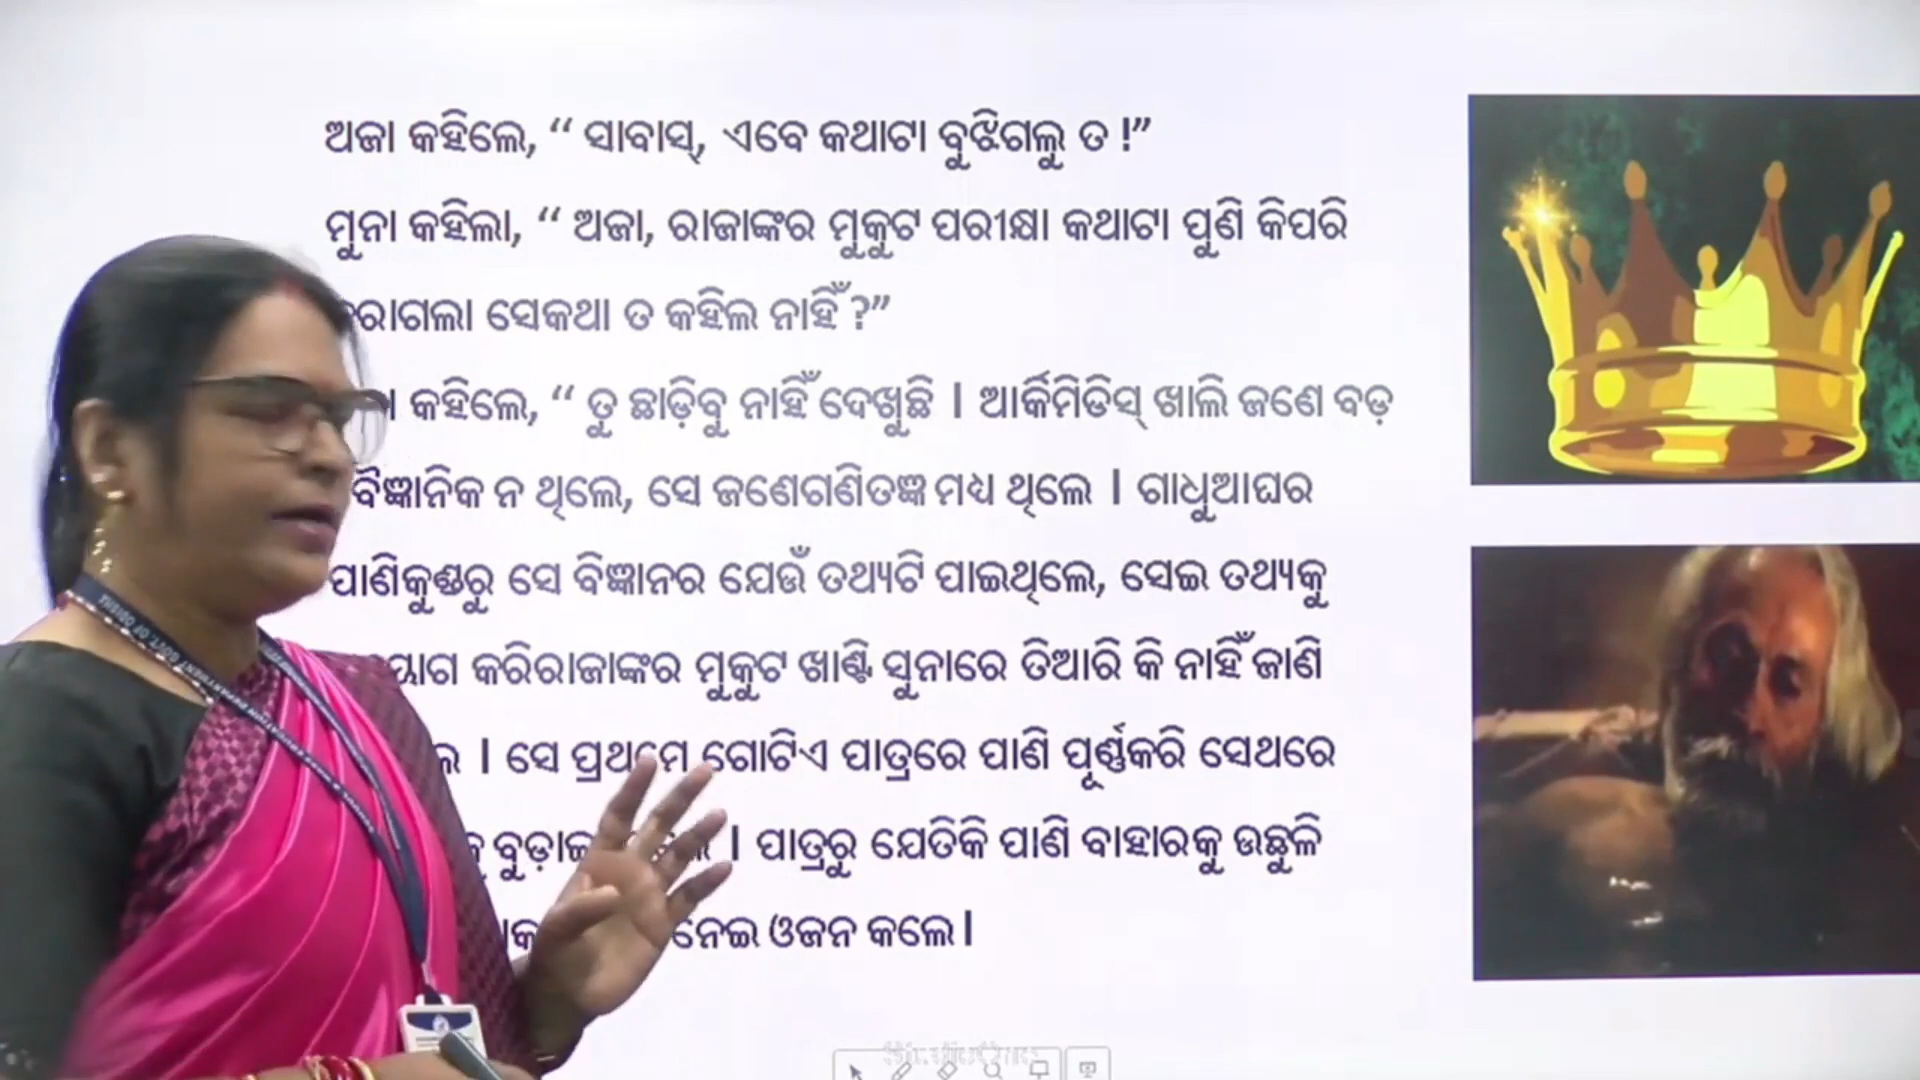 ଅଜା କହିଲେ, “ ସାବାସ୍, ଏବେ କଥାଟା ବୁଝିଗଲୁ ତ !”
ମୁନା କହିଲା, “ ଅଜା, ରାଜାଙ୍କର ମୁକୁଟ ପରୀକ୍ଷା କଥାଟା ପୁଣି କିପରି
ସେକଥା ତ କହିଲ ନାହିଁ ?”
କହିଲେ, “ ତୁ ଛାଡ଼ିବୁ ନାହିଁ ଦେଖୁଛି । ଆର୍କିମିଡିସ୍ ଖାଲି ଜଣେ ବଡ଼
ବୈଜ୍ଞାନିକ ନ ଥିଲେ, ସେ ଜଣେଗଣିତଜ୍ଞ ମଧ୍ୟ ଥିଲେ । ଗାଧୁଆଘର
ପାଣିକୁଣ୍ଡରୁ ସେ ବିଜ୍ଞାନର ଯେଉଁ ତଥ୍ୟଟି ପାଇଥିଲେ, ସେଇ ତଥ୍ୟକୁ
କରିରାଜାଙ୍କର ମୁକୁଟ ଖାଣ୍ଟି ସୁନାରେ ତିଆରି କି ନାହିଁ ଜାଣି
। ସେ ପ୍ରଥମେ ଗୋଟିଏ ପାତ୍ରରେ ପାଣି ପୂର୍ଣ୍ଣକରି ସେଥିରେ
। ପାତ୍ରରୁ ଯେତିକି ପାଣି ବାହାରକୁ ଉଛୁଳି
ନେଇ ଓଜନ କଲେ ।